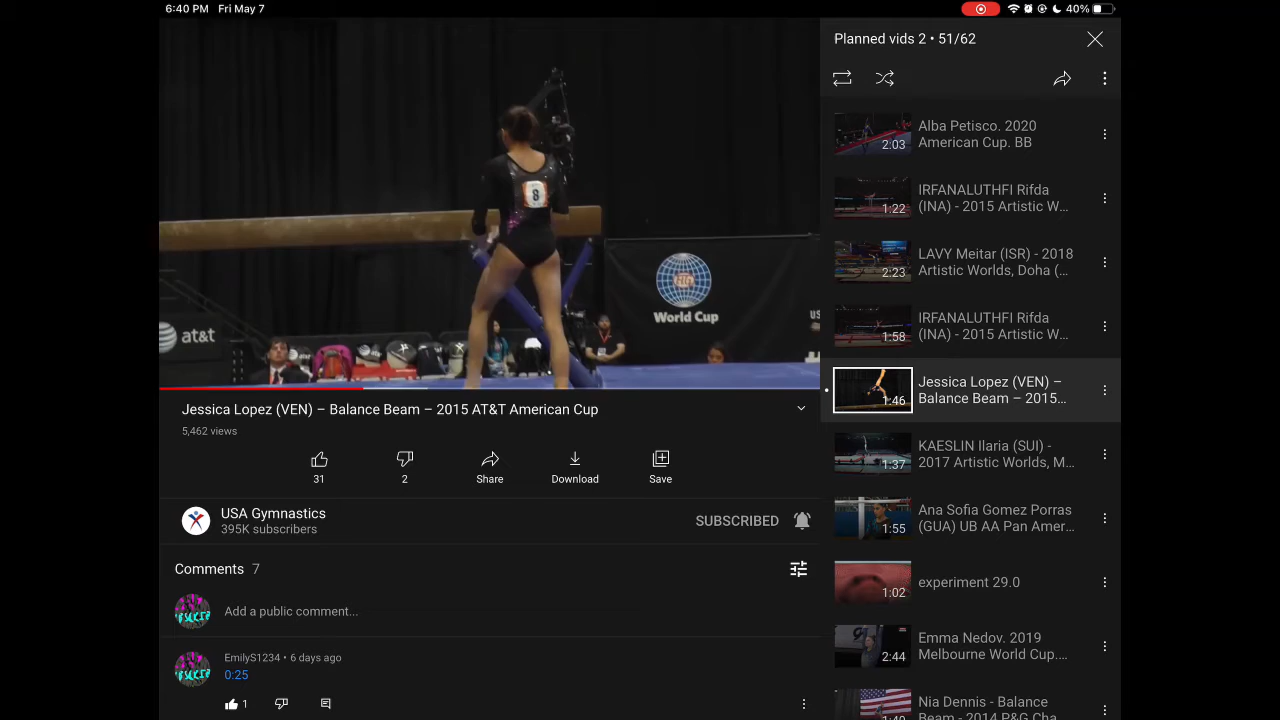 6:40 PM Fri May 7
40%
8
at&t
FIG
World Cup
us
Jessica Lopez (VEN) – Balance Beam – 2015 AT&T American Cup
5,462 views
31
2
Share
Download
Save
USA Gymnastics
395K subscribers
SUBSCRIBED
Comments 7
Add a public comment...
EmilyS1234 • 6 days ago
0:25
1
Planned vids 2 • 51/62
2:03
Alba Petisco. 2020
American Cup. BB
1:22
IRFANALUTHFI Rifda
(INA) - 2015 Artistic W...
2:23
LAVY Meitar (ISR) - 2018
Artistic Worlds, Doha (...
1:58
IRFANALUTHFI Rifda
(INA) - 2015 Artistic W...
1:46
Jessica Lopez (VEN) –
Balance Beam – 2015...
1:37
KAESLIN Ilaria (SUI) -
2017 Artistic Worlds, M...
1:55
Ana Sofia Gomez Porras
(GUA) UB AA Pan Amer...
1:02
experiment 29.0
2:44
Emma Nedov. 2019
Melbourne World Cup....
Nia Dennis - Balance
Beam - 2014 P&G Cha...